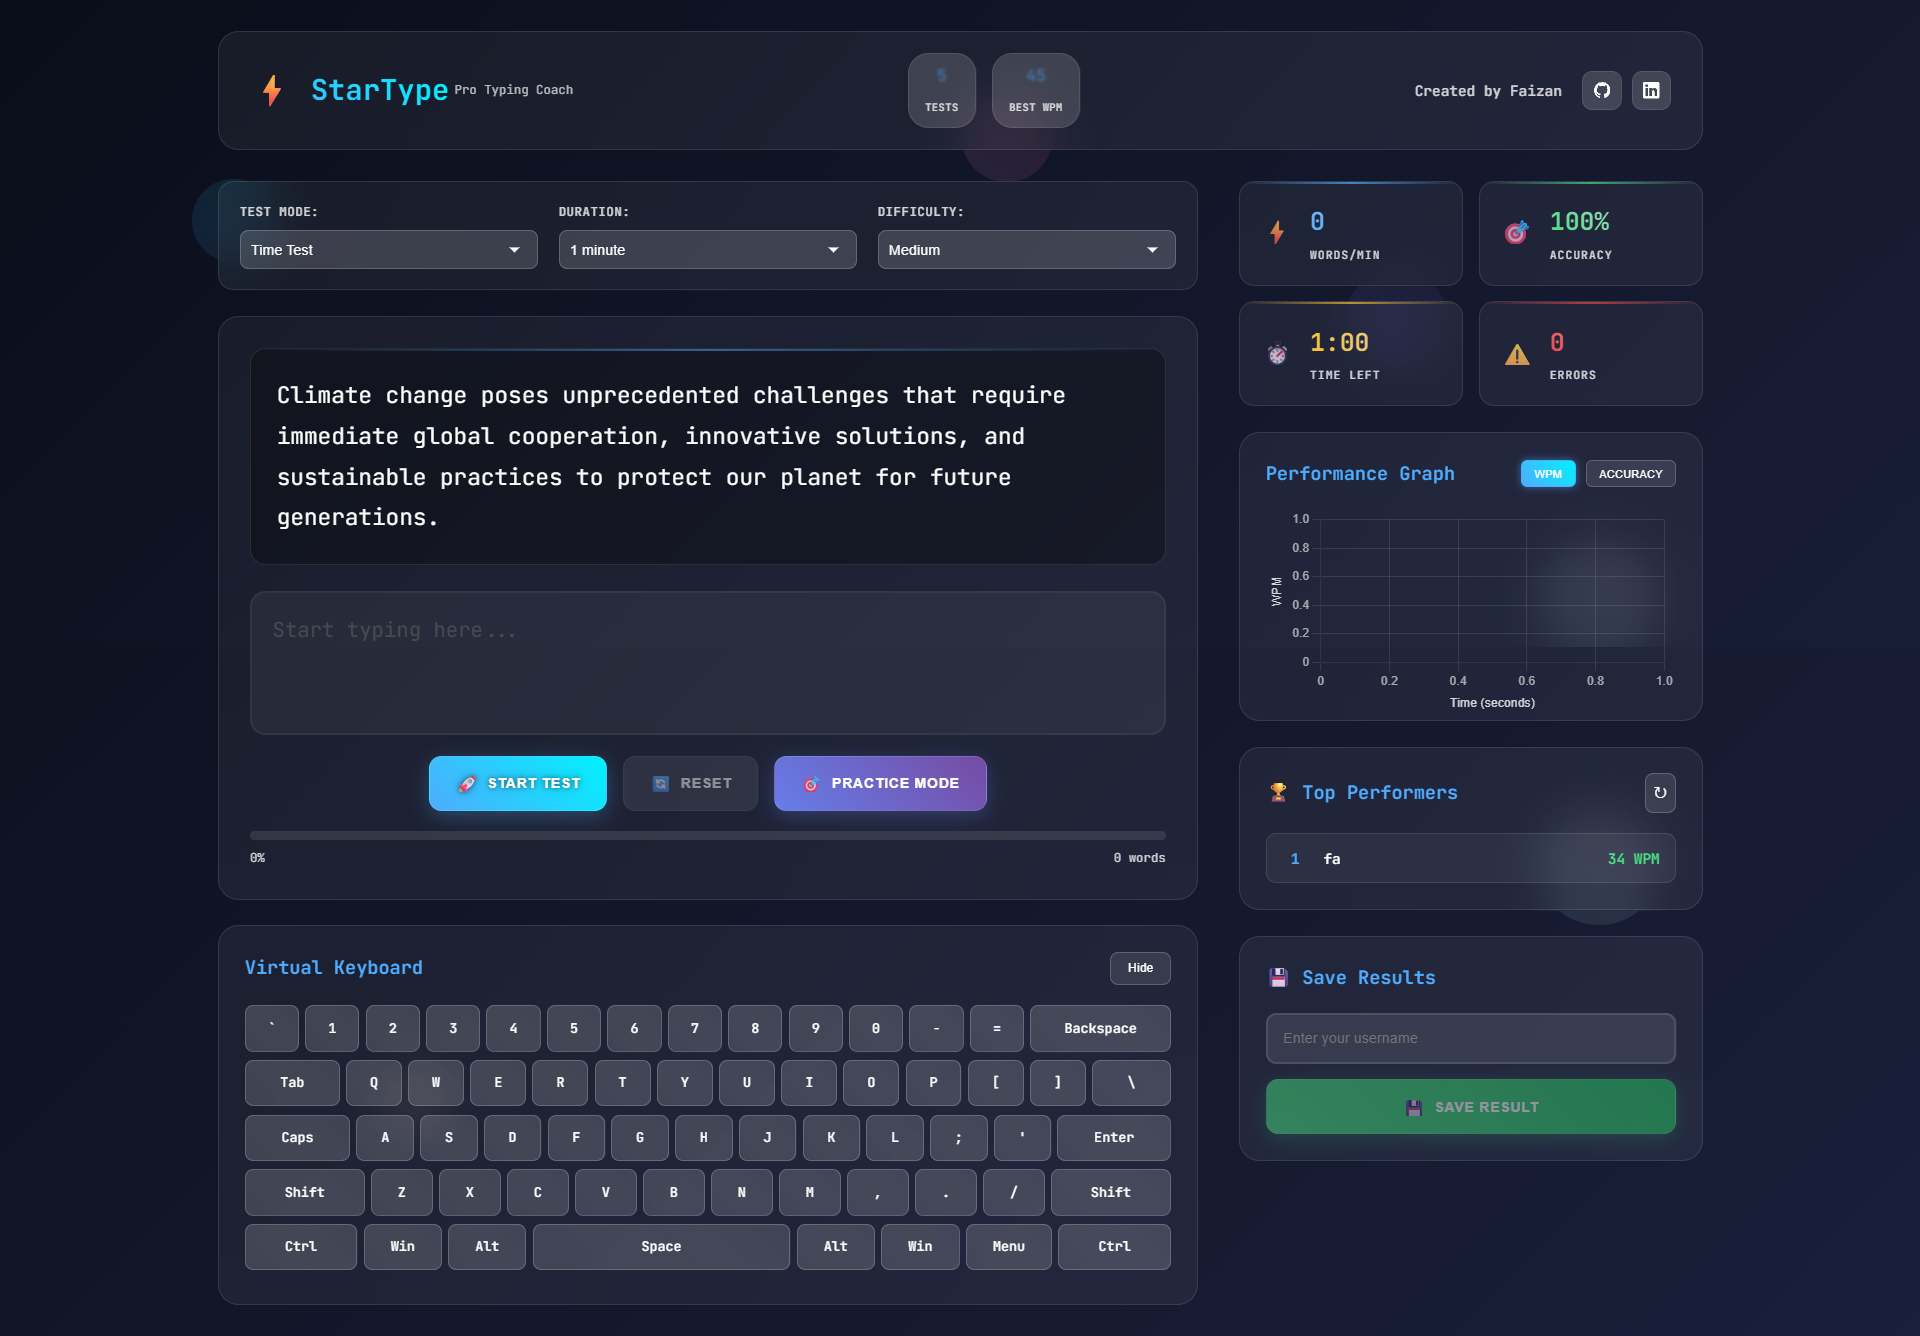 StarType Pro Typing Coach
5
TESTS
45
BEST WPM
Created by Faizan
TEST MODE:
Time Test
DURATION:
1 minute
DIFFICULTY:
Medium
Climate change poses unprecedented challenges that require
immediate global cooperation, innovative solutions, and
sustainable practices to protect our planet for future
generations.
Start typing here...
START TEST
RESET
PRACTICE MODE
0%
0 words
Virtual Keyboard
Hide
` 1 2 3 4 5 6 7 8 9 0 - = Backspace
Tab Q W E R T Y U I O P [ ] \
Caps A S D F G H J K L ; ' Enter
Shift Z X C V B N M , . / Shift
Ctrl Win Alt Space Alt Win Menu Ctrl
0
WORDS/MIN
100%
ACCURACY
1:00
TIME LEFT
0
ERRORS
Performance Graph
WPM
ACCURACY
1.0
0.8
0.6
0.4
0.2
0
WPM
0 0.2 0.4 0.6 0.8 1.0
Time (seconds)
Top Performers
↻
1 fa 34 WPM
Save Results
Enter your username
SAVE RESULT